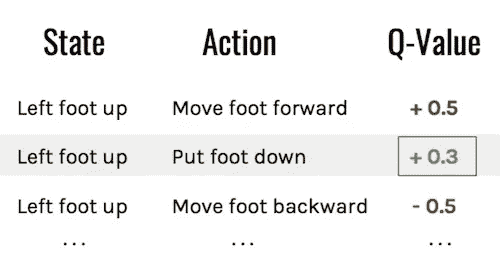 State Action Q-Value
Left foot up Move foot forward + 0.5
Left foot up Put foot down + 0.3
Left foot up Move foot backward - 0.5
... ... ...